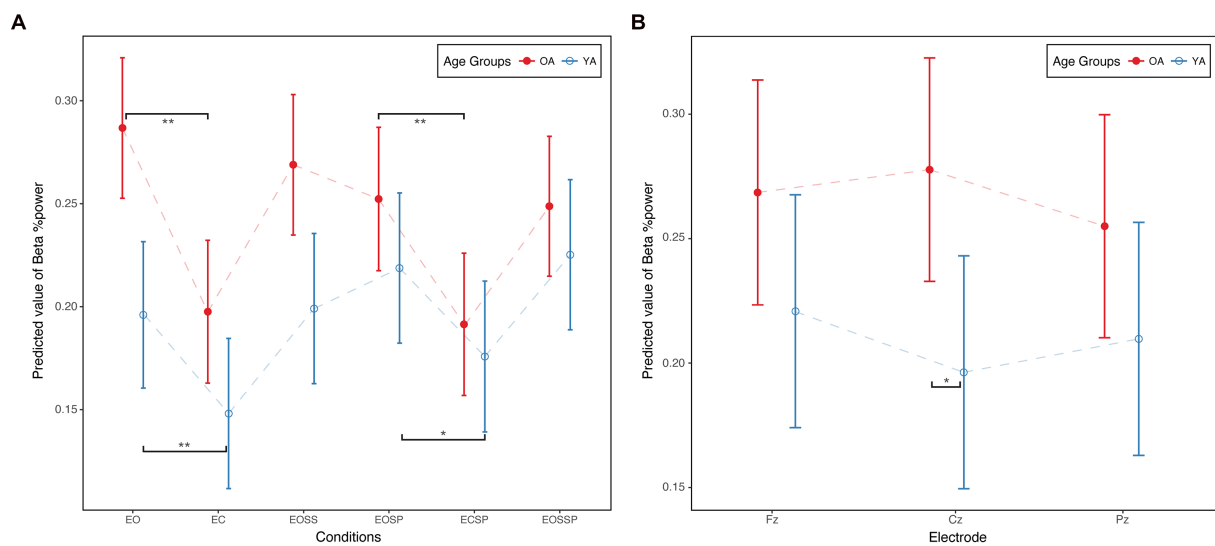 A
Age Groups OA YA
0.30
**
**
0.25
Predicted value of Beta %power
0.20
0.15
**
*
EO EC EOSS EOSP ECSP EOSSP
Conditions
B
Age Groups OA YA
0.30
0.25
Predicted value of Beta %power
0.20
*
0.15
Fz Cz Pz
Electrode